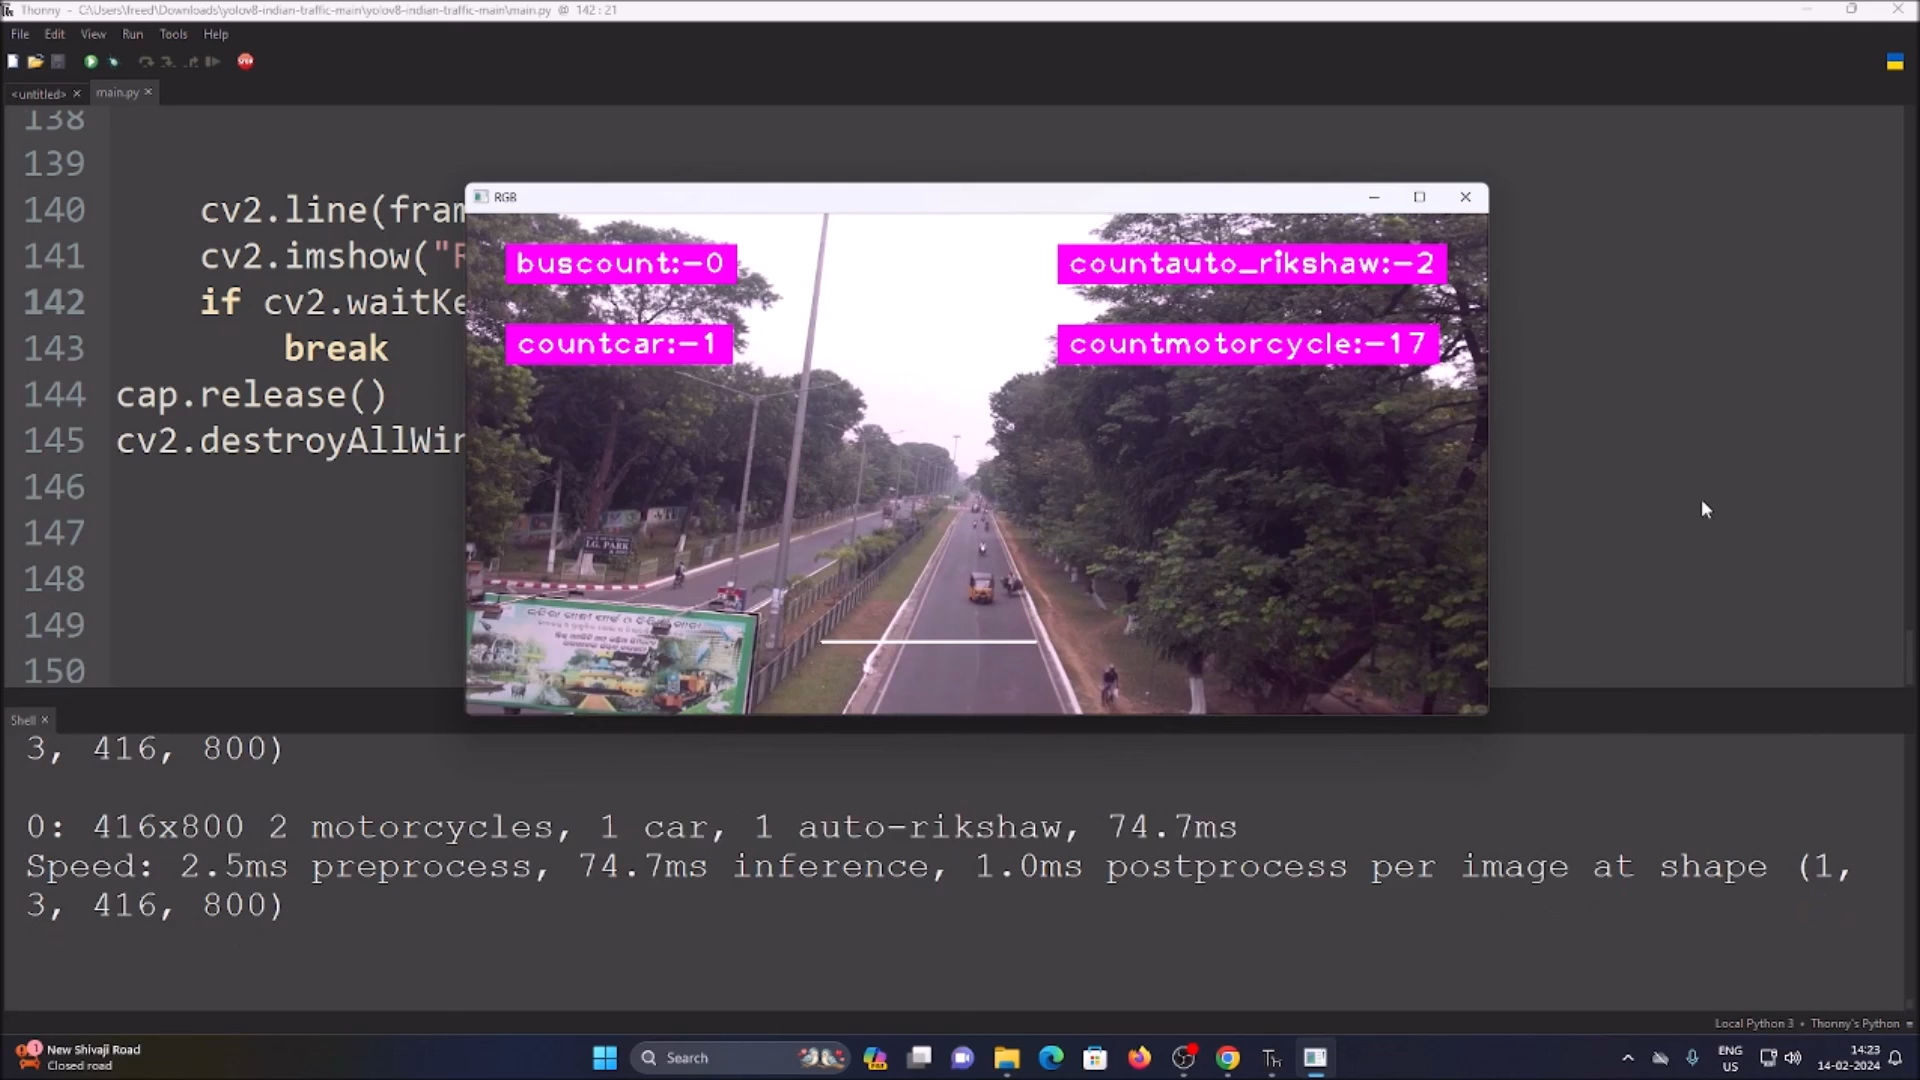 Thonny - C:\Users\freed\Downloads\yolov8-indian-traffic-main\yolov8-indian-traffic-main\main.py @ 142 : 21
File Edit View Run Tools Help
<untitled> × main.py ×
138
139
140 cv2.line(fram
141 cv2.imshow("R
142 if cv2.waitKe
143 break
144 cap.release()
145 cv2.destroyAllWin
146
147
148
149
150
RGB
buscount:-0 countauto_rikshaw:-2
countcar:-1 countmotorcycle:-17
I.G. PARK
Shell ×
3, 416, 800)
0: 416x800 2 motorcycles, 1 car, 1 auto-rikshaw, 74.7ms
Speed: 2.5ms preprocess, 74.7ms inference, 1.0ms postprocess per image at shape (1,
3, 416, 800)
Local Python 3 • Thonny's Python
1 New Shivaji Road
Closed road
Search
ENG
US
14:23
14-02-2024